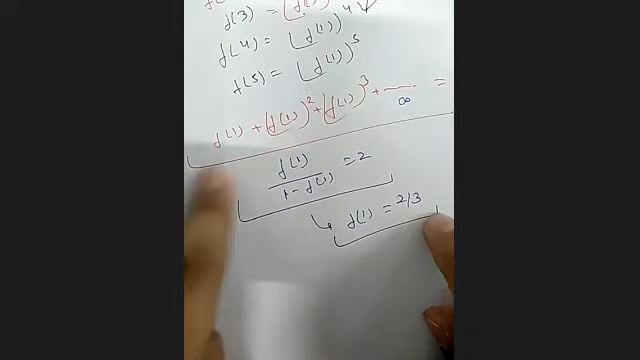 f(3) = (f(1)
f(4) = (f(1))^4
f(5) = (f(1))^5
f(1) + (f(1))^2 + (f(1))^3 + ---- ∞ =
f(1) / 1 - f(1) = 2
↳ f(1) = 2/3